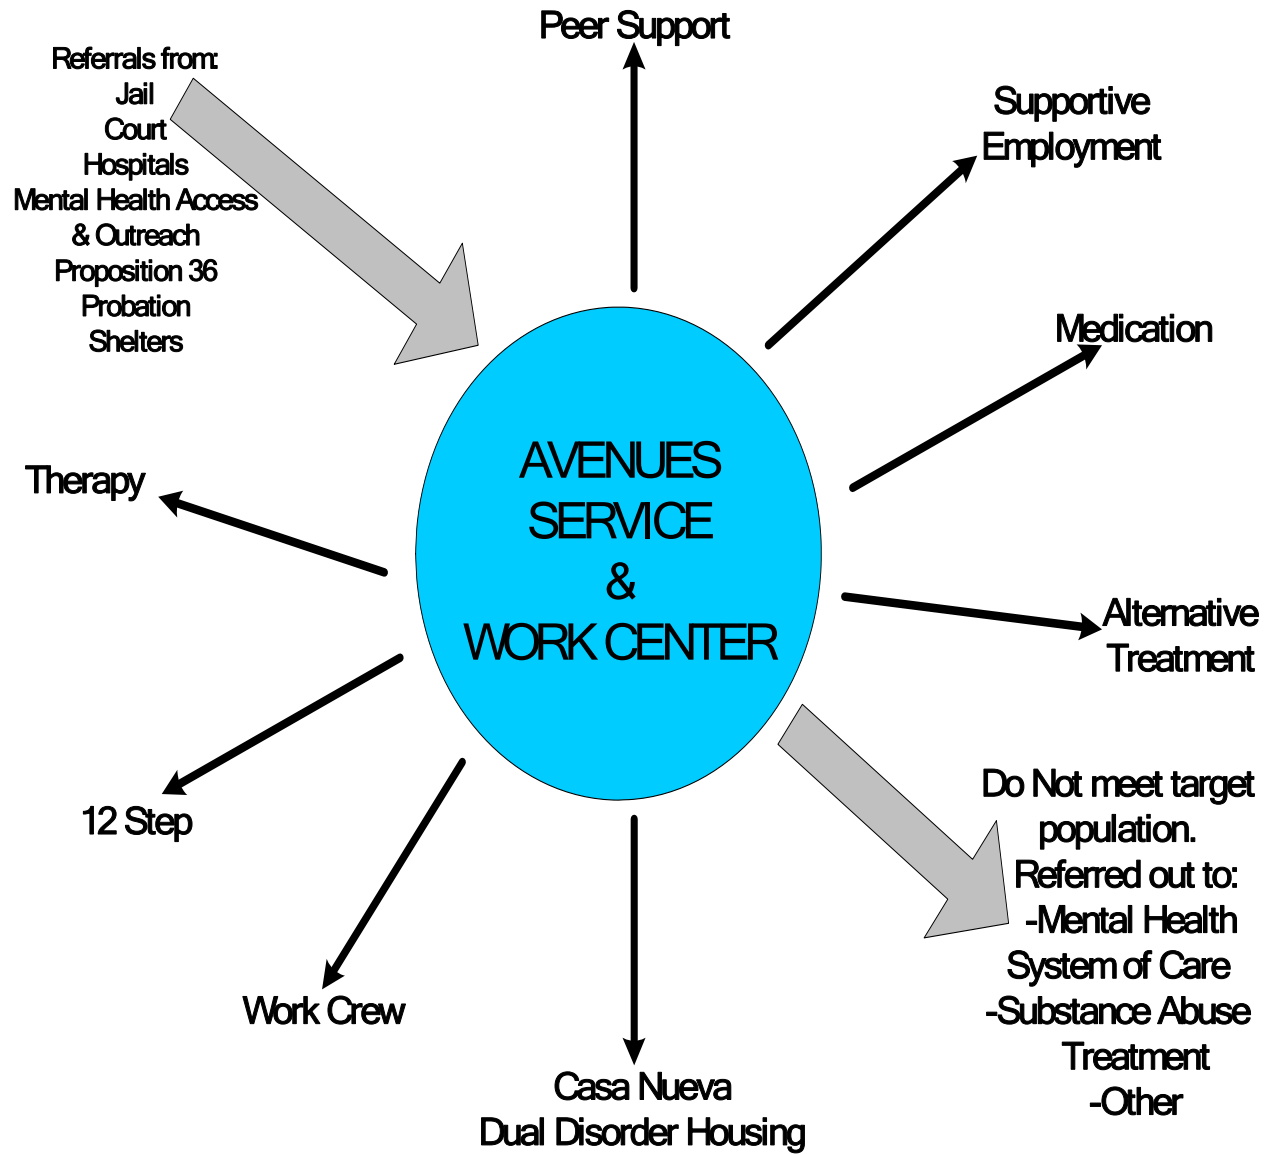 Peer Support
Referrals from:
Jail
Court
Hospitals
Mental Health Access
& Outreach
Proposition 36
Probation
Shelters
Supportive
Employment
Medication
Therapy
AVENUES
SERVICE
&
WORK CENTER
Alternative
Treatment
12 Step
Do Not meet target
population.
Referred out to:
-Mental Health
System of Care
-Substance Abuse
Treatment
-Other
Work Crew
Casa Nueva
Dual Disorder Housing